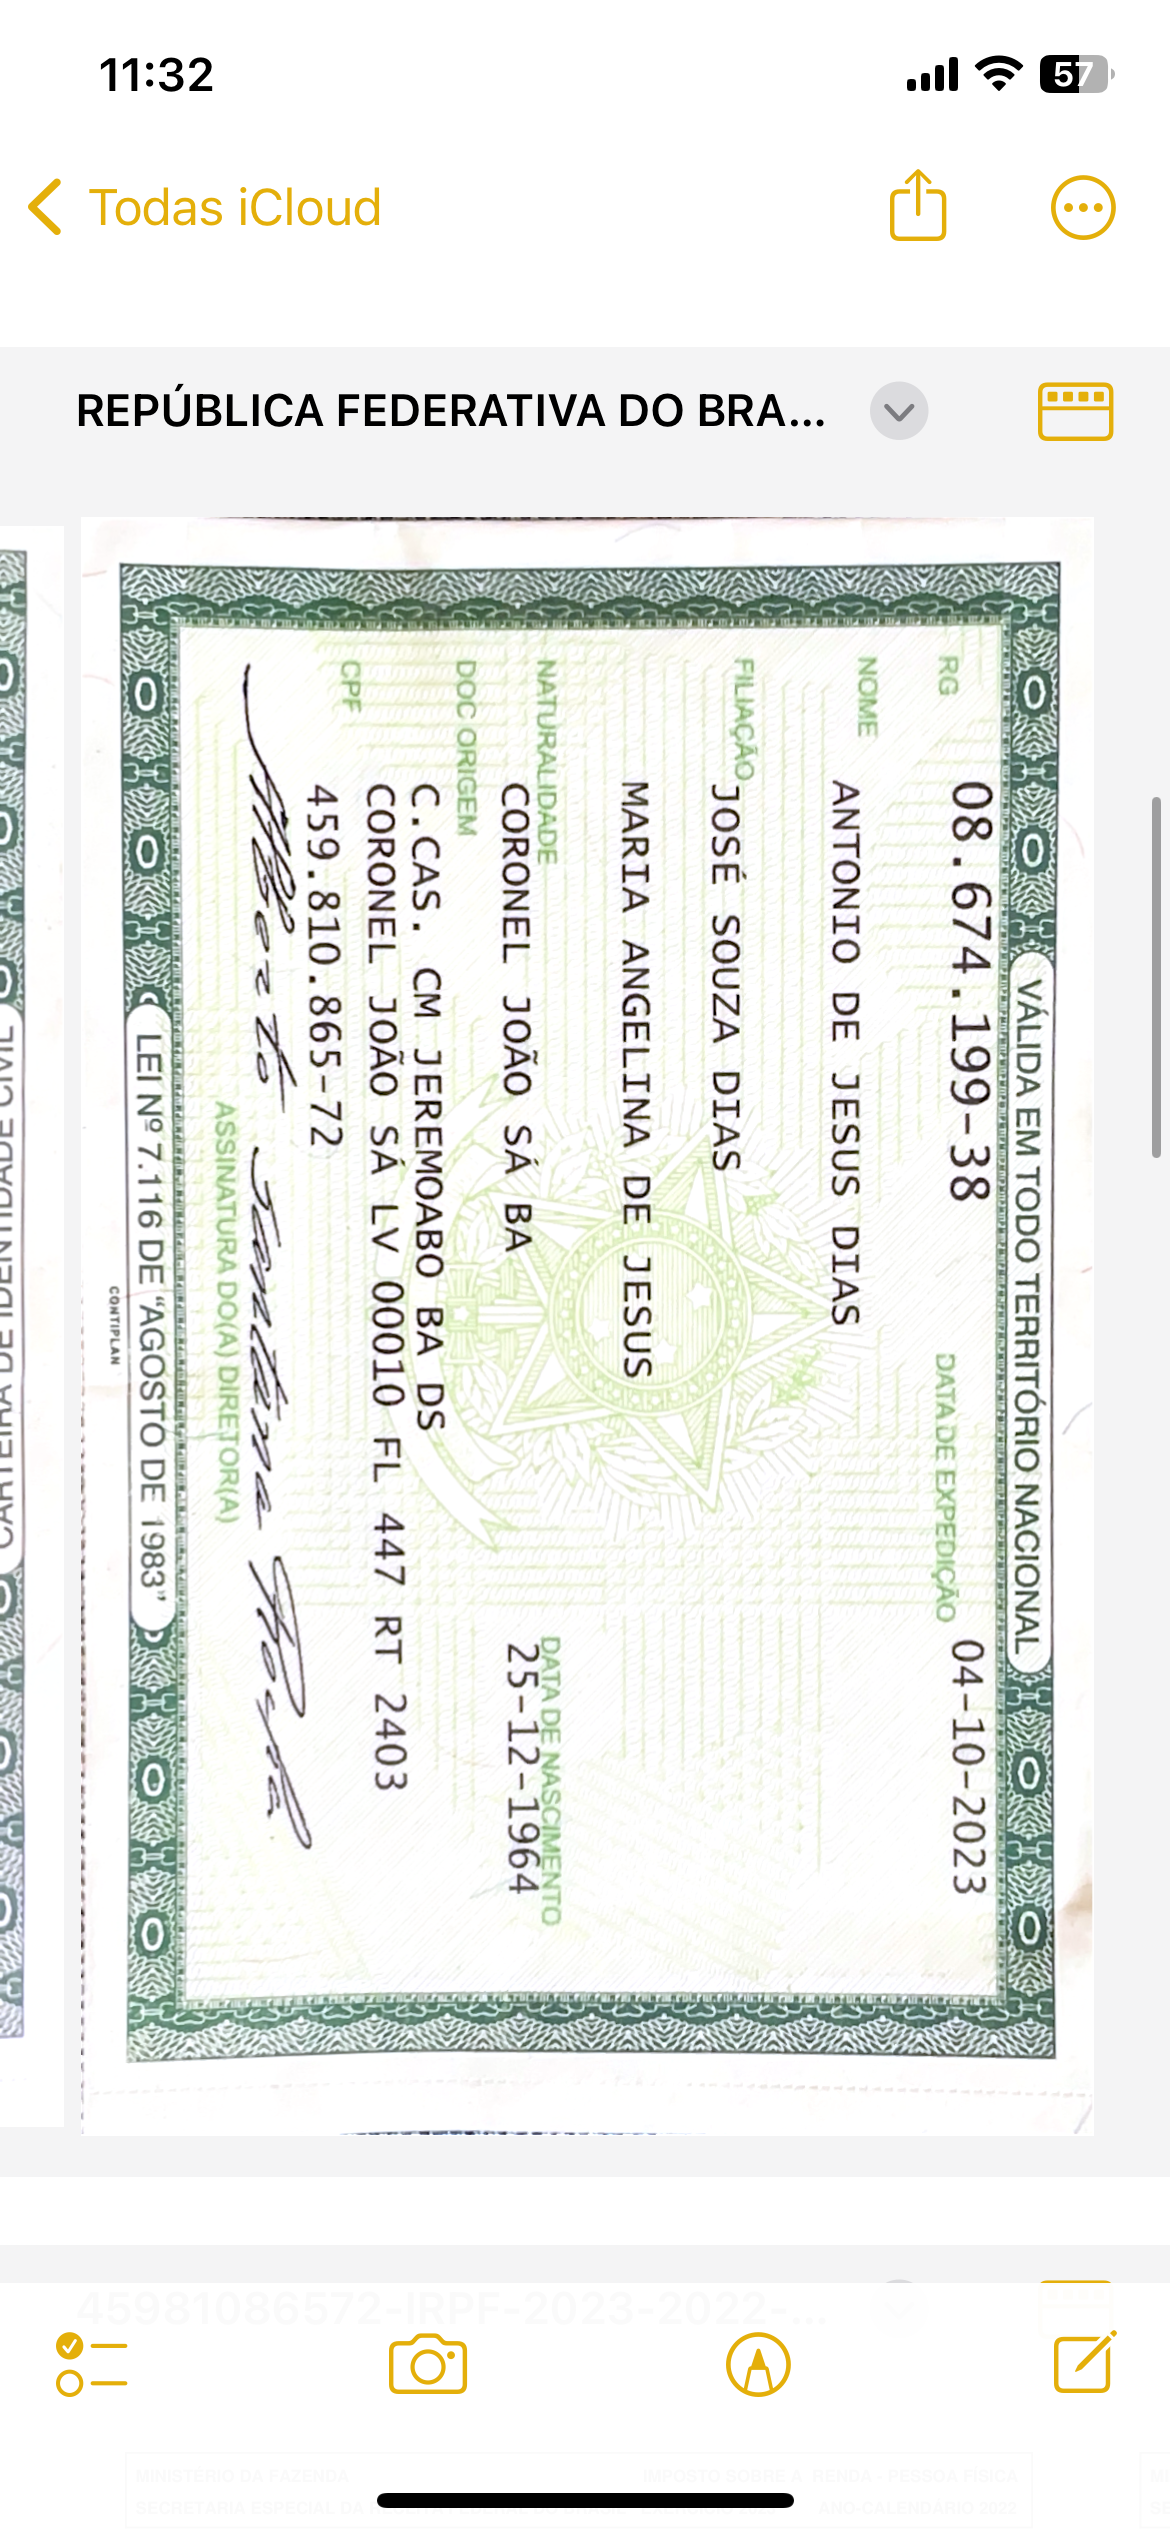 11:32
57
Todas iCloud
REPÚBLICA FEDERATIVA DO BRA...
VÁLIDA EM TODO TERRITÓRIO NACIONAL
RG 08.674.199-38 DATA DE EXPEDIÇÃO 04-10-2023
NOME
ANTONIO DE JESUS DIAS
FILIAÇÃO
JOSÉ SOUZA DIAS
MARIA ANGELINA DE JESUS
NATURALIDADE DATA DE NASCIMENTO
CORONEL JOÃO SÁ BA 25-12-1964
DOC ORIGEM
C.CAS. CM JEREMOABO BA DS
CORONEL JOÃO SÁ LV 00010 FL 447 RT 2403
CPF
459.810.865-72
ASSINATURA DO(A) DIRETOR(A)
LEI Nº 7.116 DE "AGOSTO DE 1983"
CONTIPLAN
CARTEIRA DE IDENTIDADE CIVIL
45981086572-IRPF-2023-2022-...
MINISTÉRIO DA FAZENDA IMPOSTO SOBRE A RENDA - PESSOA FÍSICA
SECRETARIA ESPECIAL DA ANO-CALENDÁRIO 2022